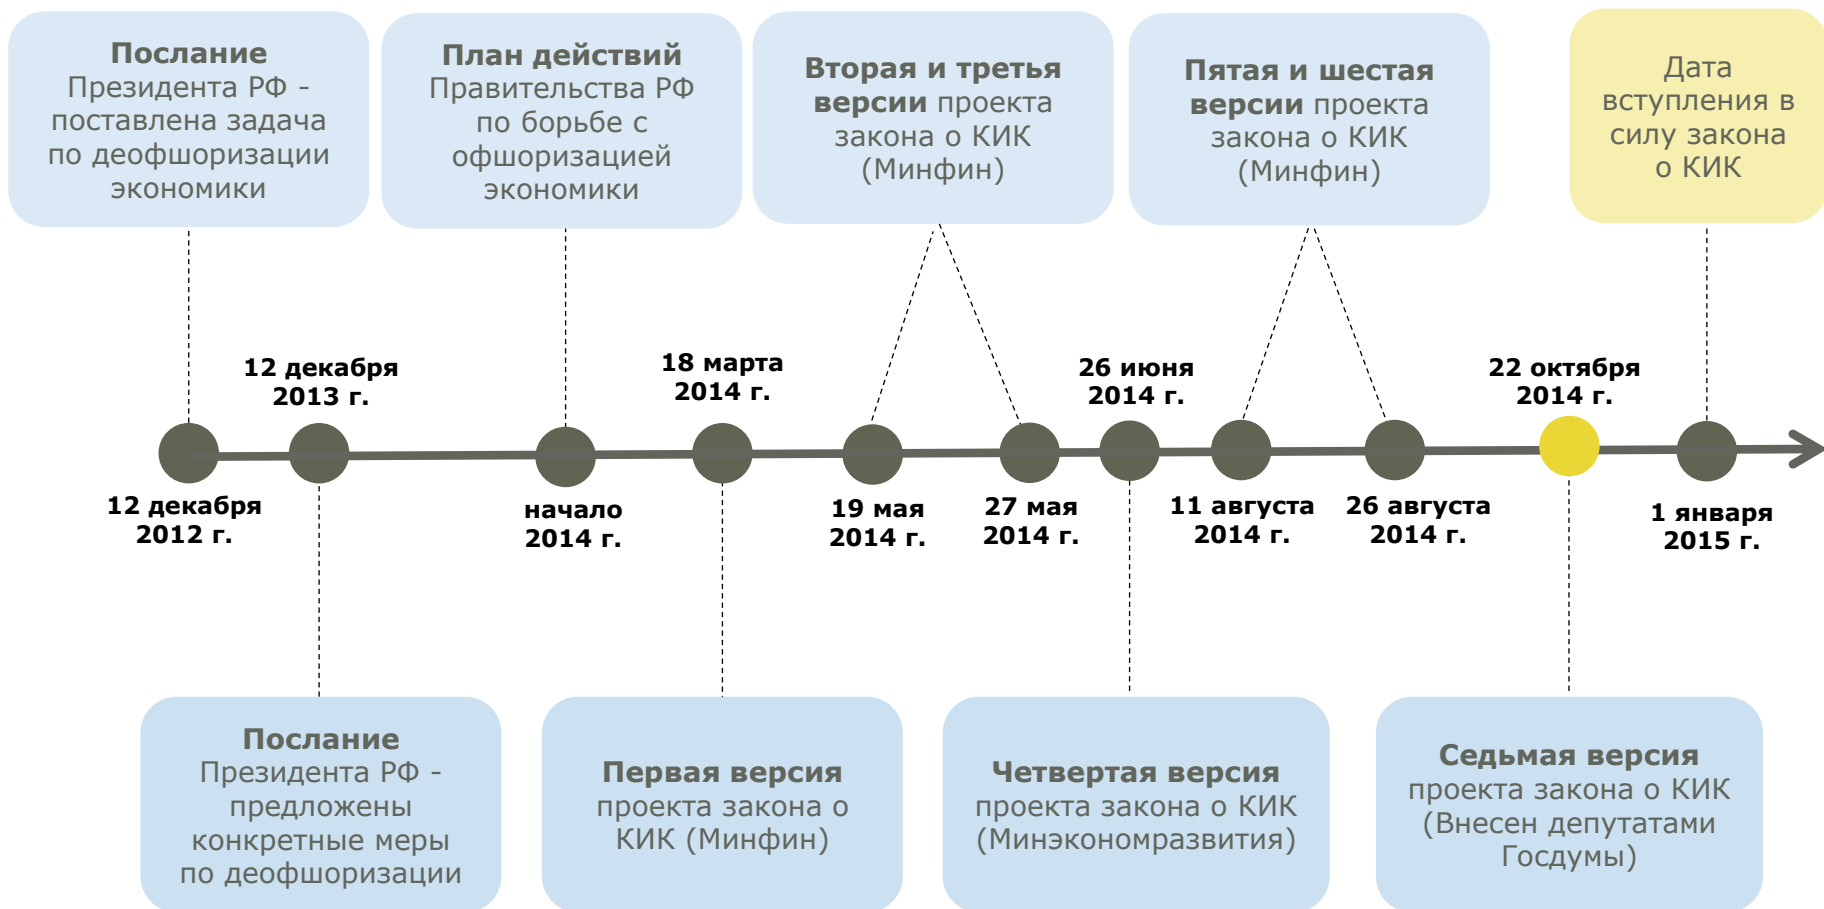 Послание
Президента РФ -
поставлена задача
по деофшоризации
экономики
План действий
Правительства РФ
по борьбе с
офшоризацией
экономики
Вторая и третья
версии проекта
закона о КИК
(Минфин)
Пятая и шестая
версии проекта
закона о КИК
(Минфин)
Дата
вступления в
силу закона
о КИК
12 декабря
2013 г.
18 марта
2014 г.
26 июня
2014 г.
22 октября
2014 г.
12 декабря
2012 г.
начало
2014 г.
19 мая
2014 г.
27 мая
2014 г.
11 августа
2014 г.
26 августа
2014 г.
1 января
2015 г.
Послание
Президента РФ -
предложены
конкретные меры
по деофшоризации
Первая версия
проекта закона о
КИК (Минфин)
Четвертая версия
проекта закона о КИК
(Минэкономразвития)
Седьмая версия
проекта закона о КИК
(Внесен депутатами
Госдумы)